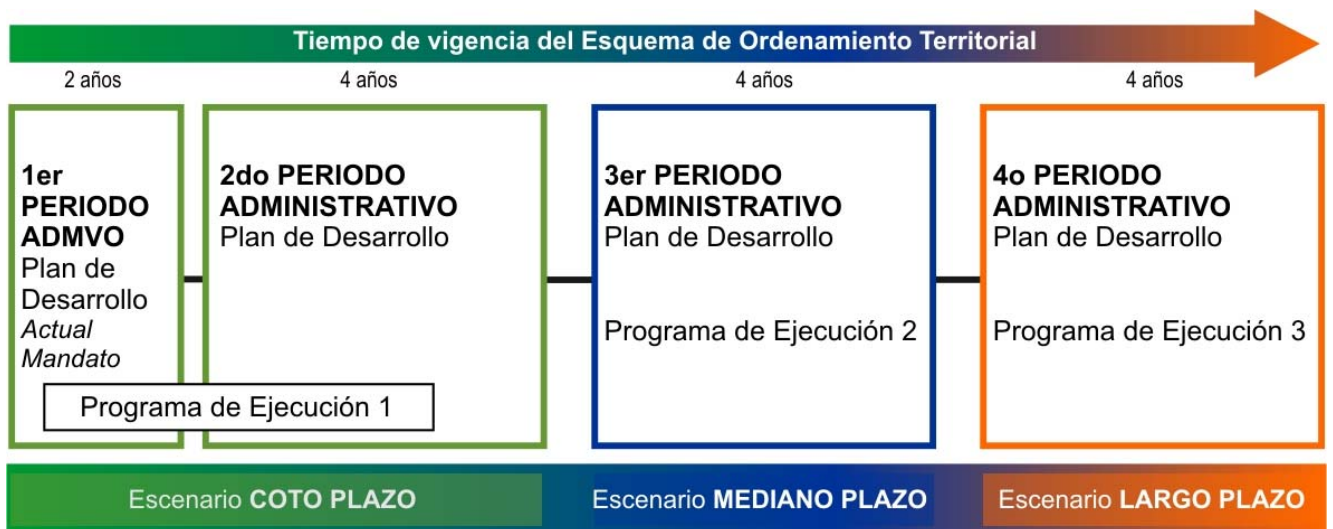 Tiempo de vigencia del Esquema de Ordenamiento Territorial
2 años
4 años
4 años
4 años
1er
PERIODO
ADMVO
Plan de
Desarrollo
Actual
Mandato
2do PERIODO
ADMINISTRATIVO
Plan de Desarrollo
Programa de Ejecución 1
3er PERIODO
ADMINISTRATIVO
Plan de Desarrollo
Programa de Ejecución 2
4o PERIODO
ADMINISTRATIVO
Plan de Desarrollo
Programa de Ejecución 3
Escenario COTO PLAZO
Escenario MEDIANO PLAZO
Escenario LARGO PLAZO